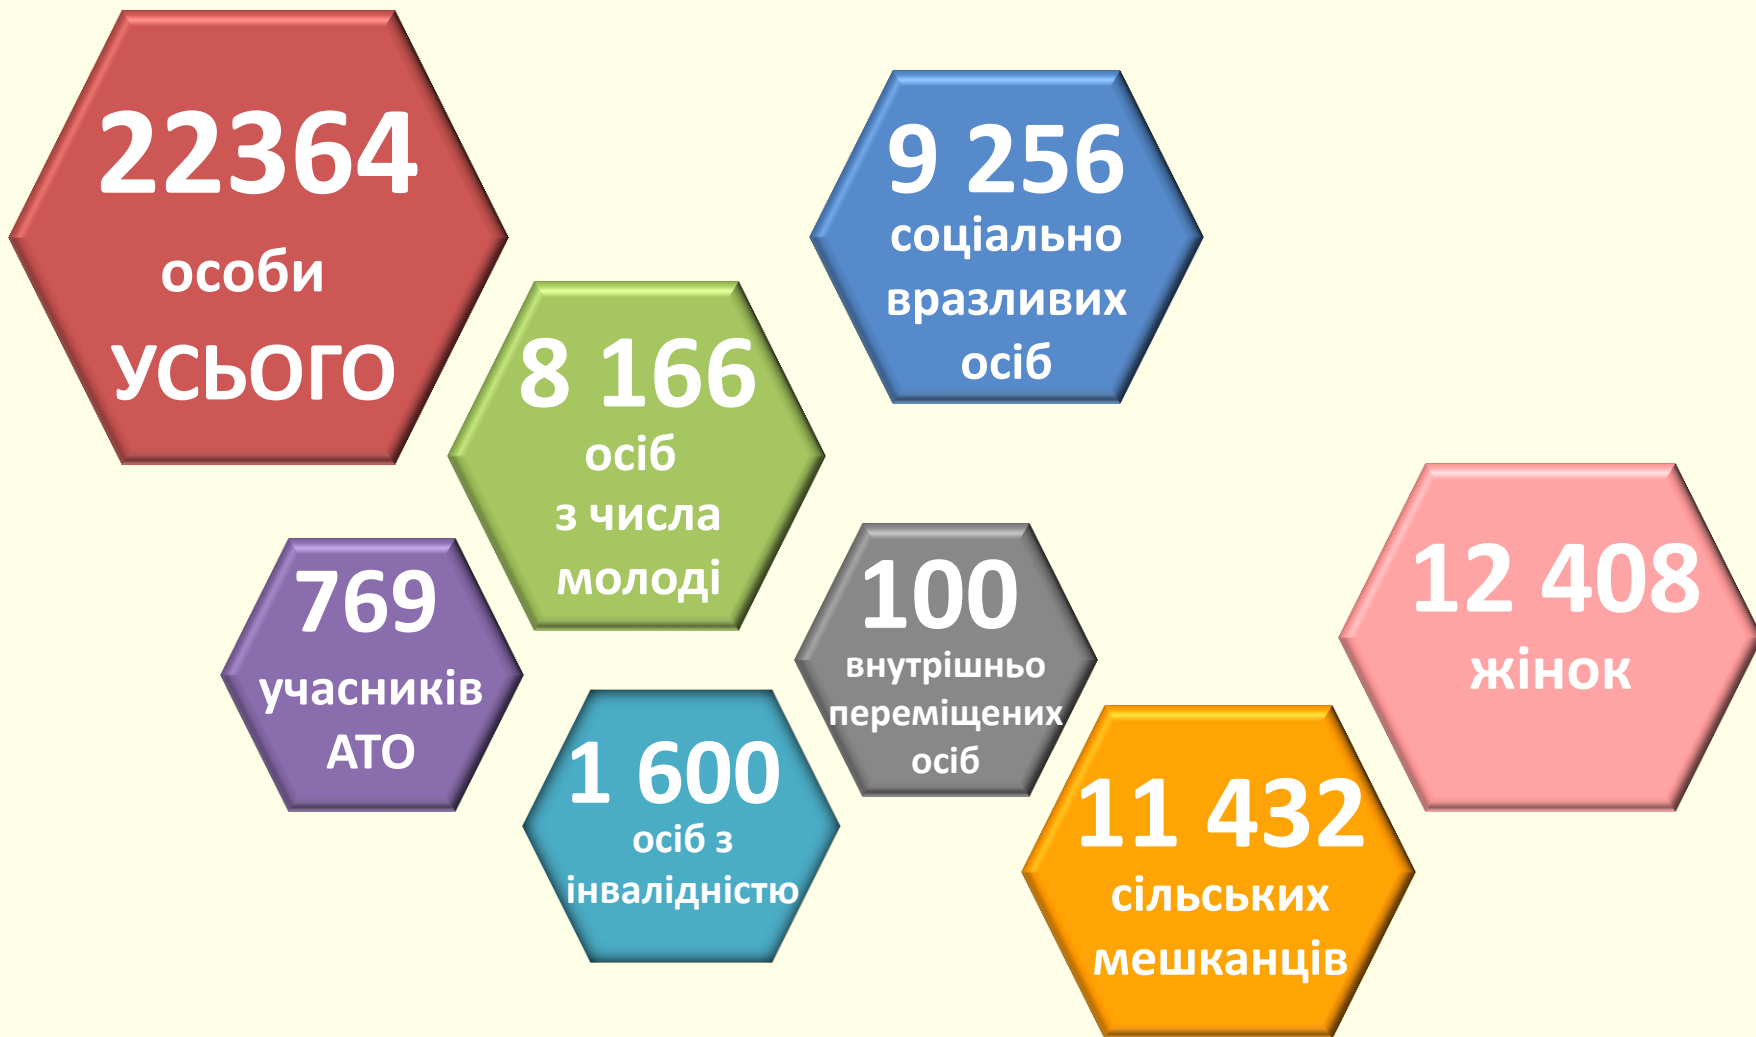 22364
особи
УСЬОГО
9 256
соціально
вразливих
осіб
8 166
осіб
з числа
молоді
769
учасників
АТО
100
внутрішньо
переміщених
осіб
12 408
жінок
1 600
осіб з
інвалідністю
11 432
сільських
мешканців